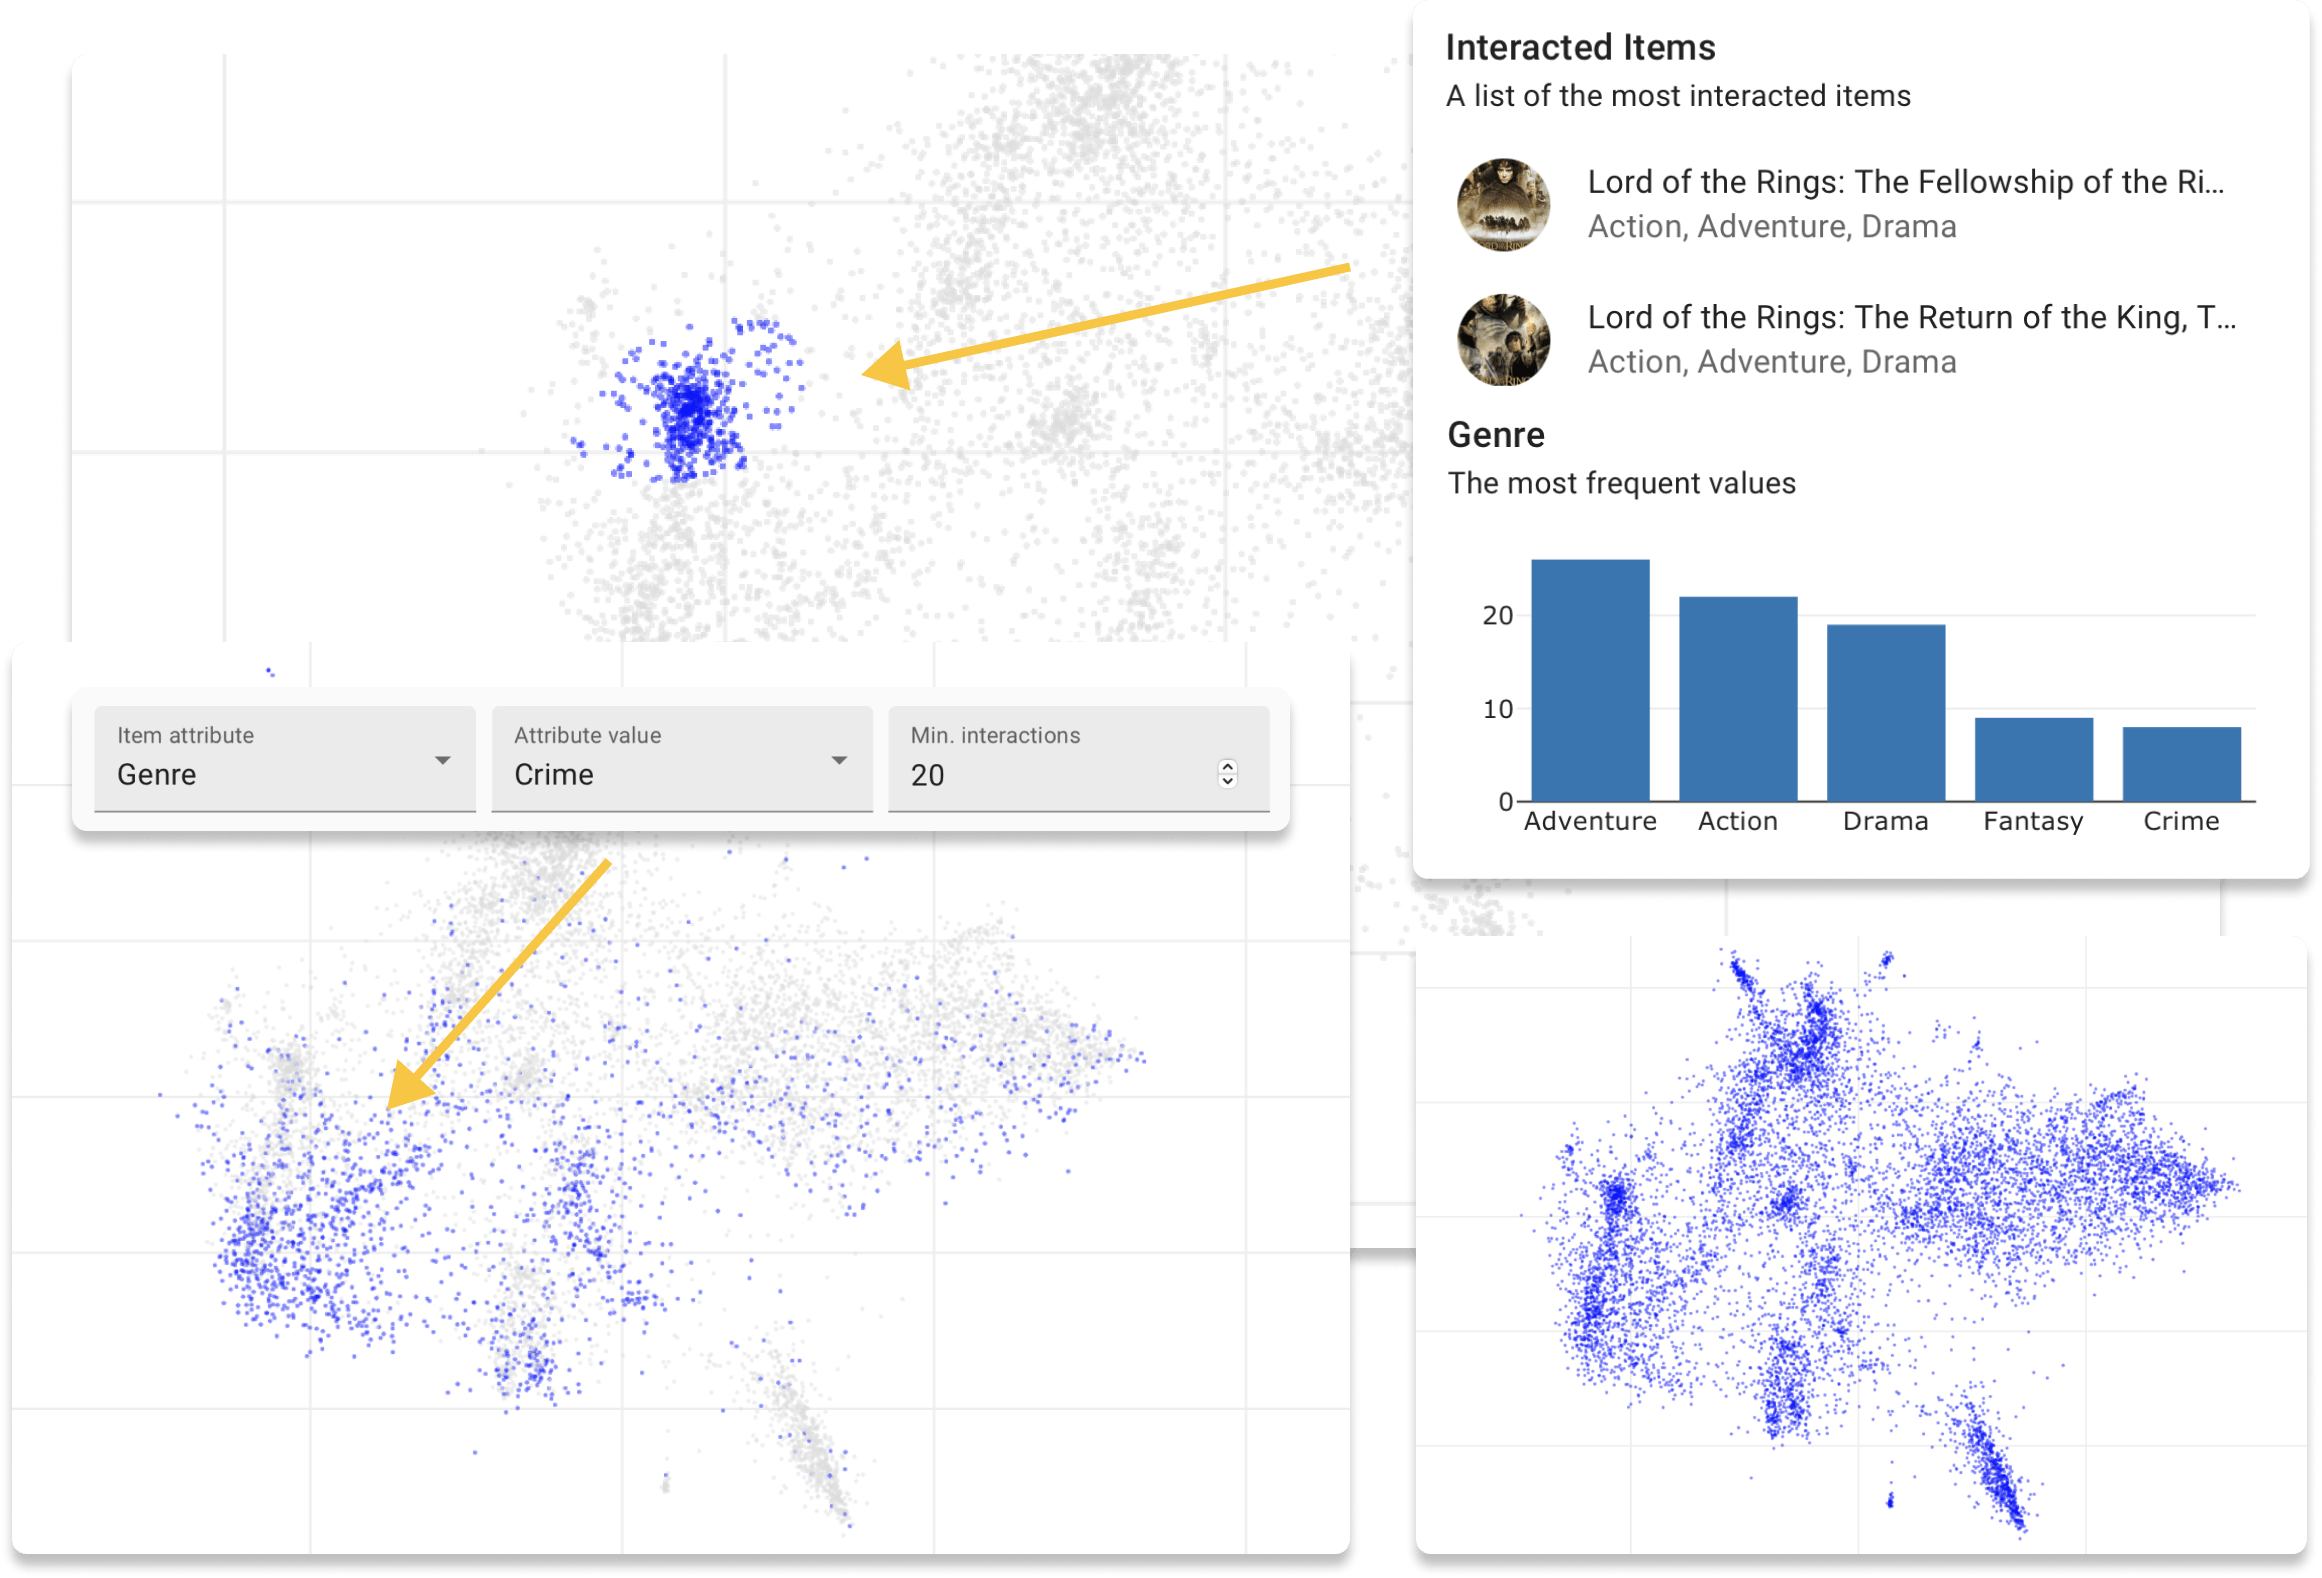 Interacted Items
A list of the most interacted items
Lord of the Rings: The Fellowship of the Ri...
Action, Adventure, Drama
Lord of the Rings: The Return of the King, T...
Action, Adventure, Drama
Genre
The most frequent values
20
10
0
Adventure Action Drama Fantasy Crime
Item attribute
Genre
Attribute value
Crime
Min. interactions
20